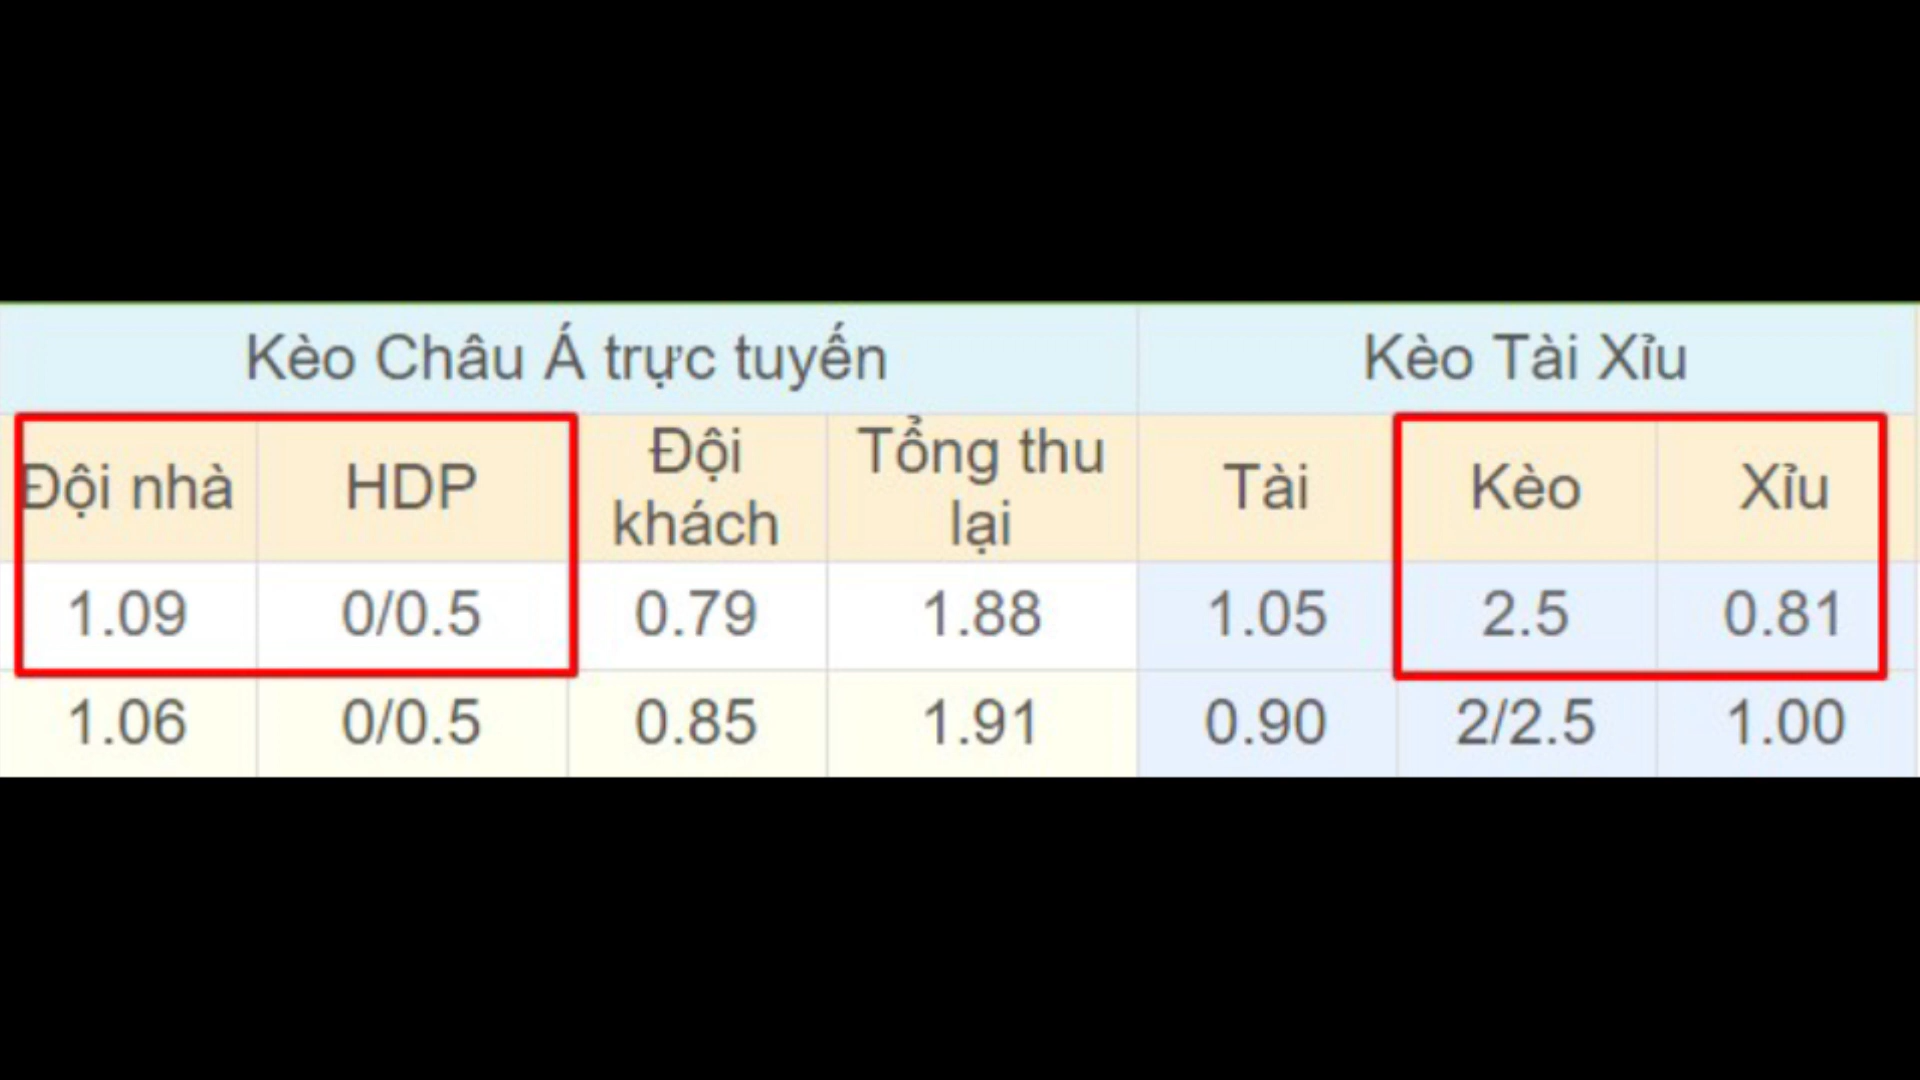 Kèo Châu Á trực tuyến Kèo Tài Xỉu
Đội nhà HDP Đội khách Tổng thu lại Tài Kèo Xỉu
1.09 0/0.5 0.79 1.88 1.05 2.5 0.81
1.06 0/0.5 0.85 1.91 0.90 2/2.5 1.00